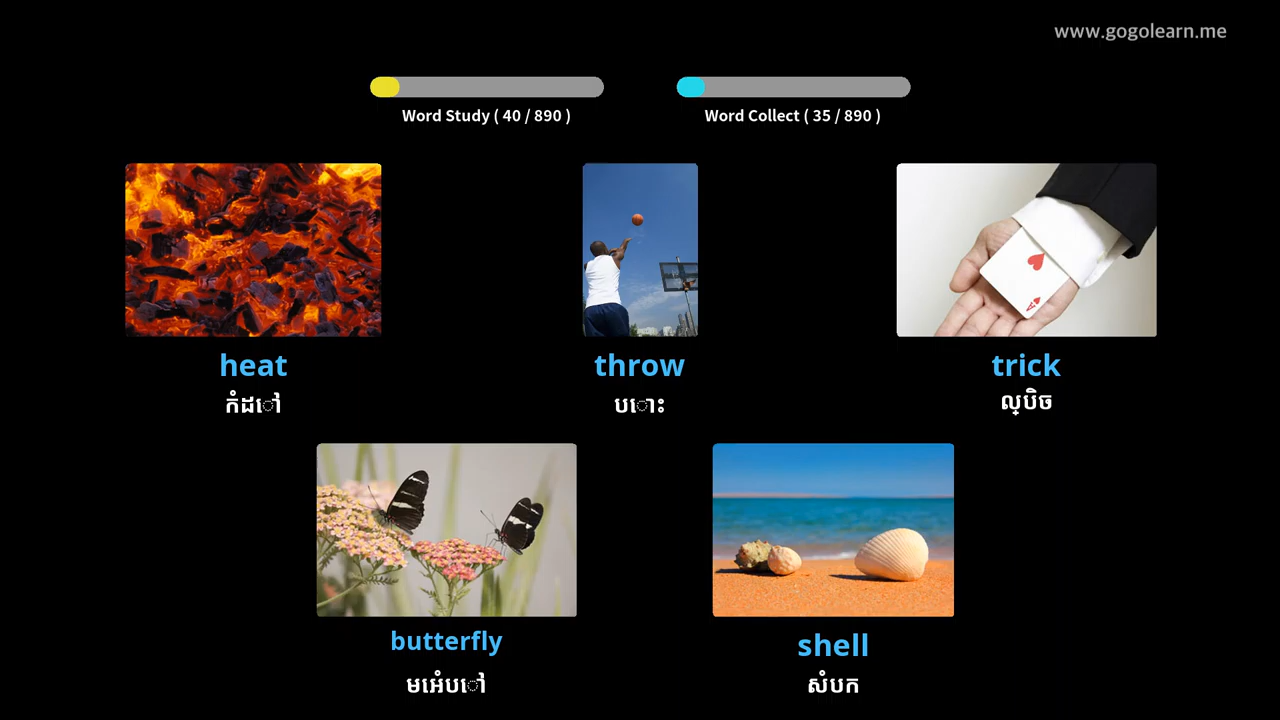 www.gogolearn.me
Word Study ( 40 / 890 )
Word Collect ( 35 / 890 )
heat
throw
trick
កំដៅ
បោះ
ល្បិច
butterfly
shell
មេអំបៅ
សំបក